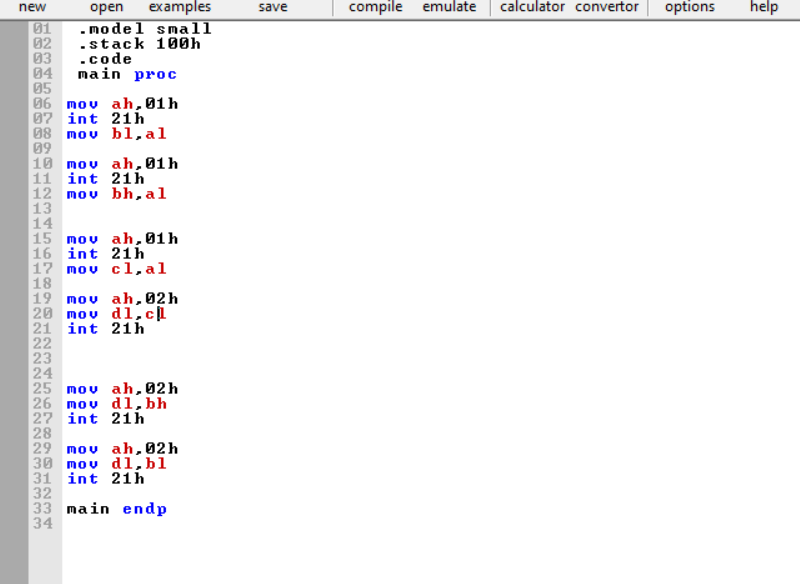 new open examples save compile emulate calculator convertor options help
01 .model small
02 .stack 100h
03 .code
04 main proc
05
06 mov ah,01h
07 int 21h
08 mov bl,al
09
10 mov ah,01h
11 int 21h
12 mov bh,al
13
14
15 mov ah,01h
16 int 21h
17 mov cl,al
18
19 mov ah,02h
20 mov dl,cl
21 int 21h
22
23
24
25 mov ah,02h
26 mov dl,bh
27 int 21h
28
29 mov ah,02h
30 mov dl,bl
31 int 21h
32
33 main endp
34